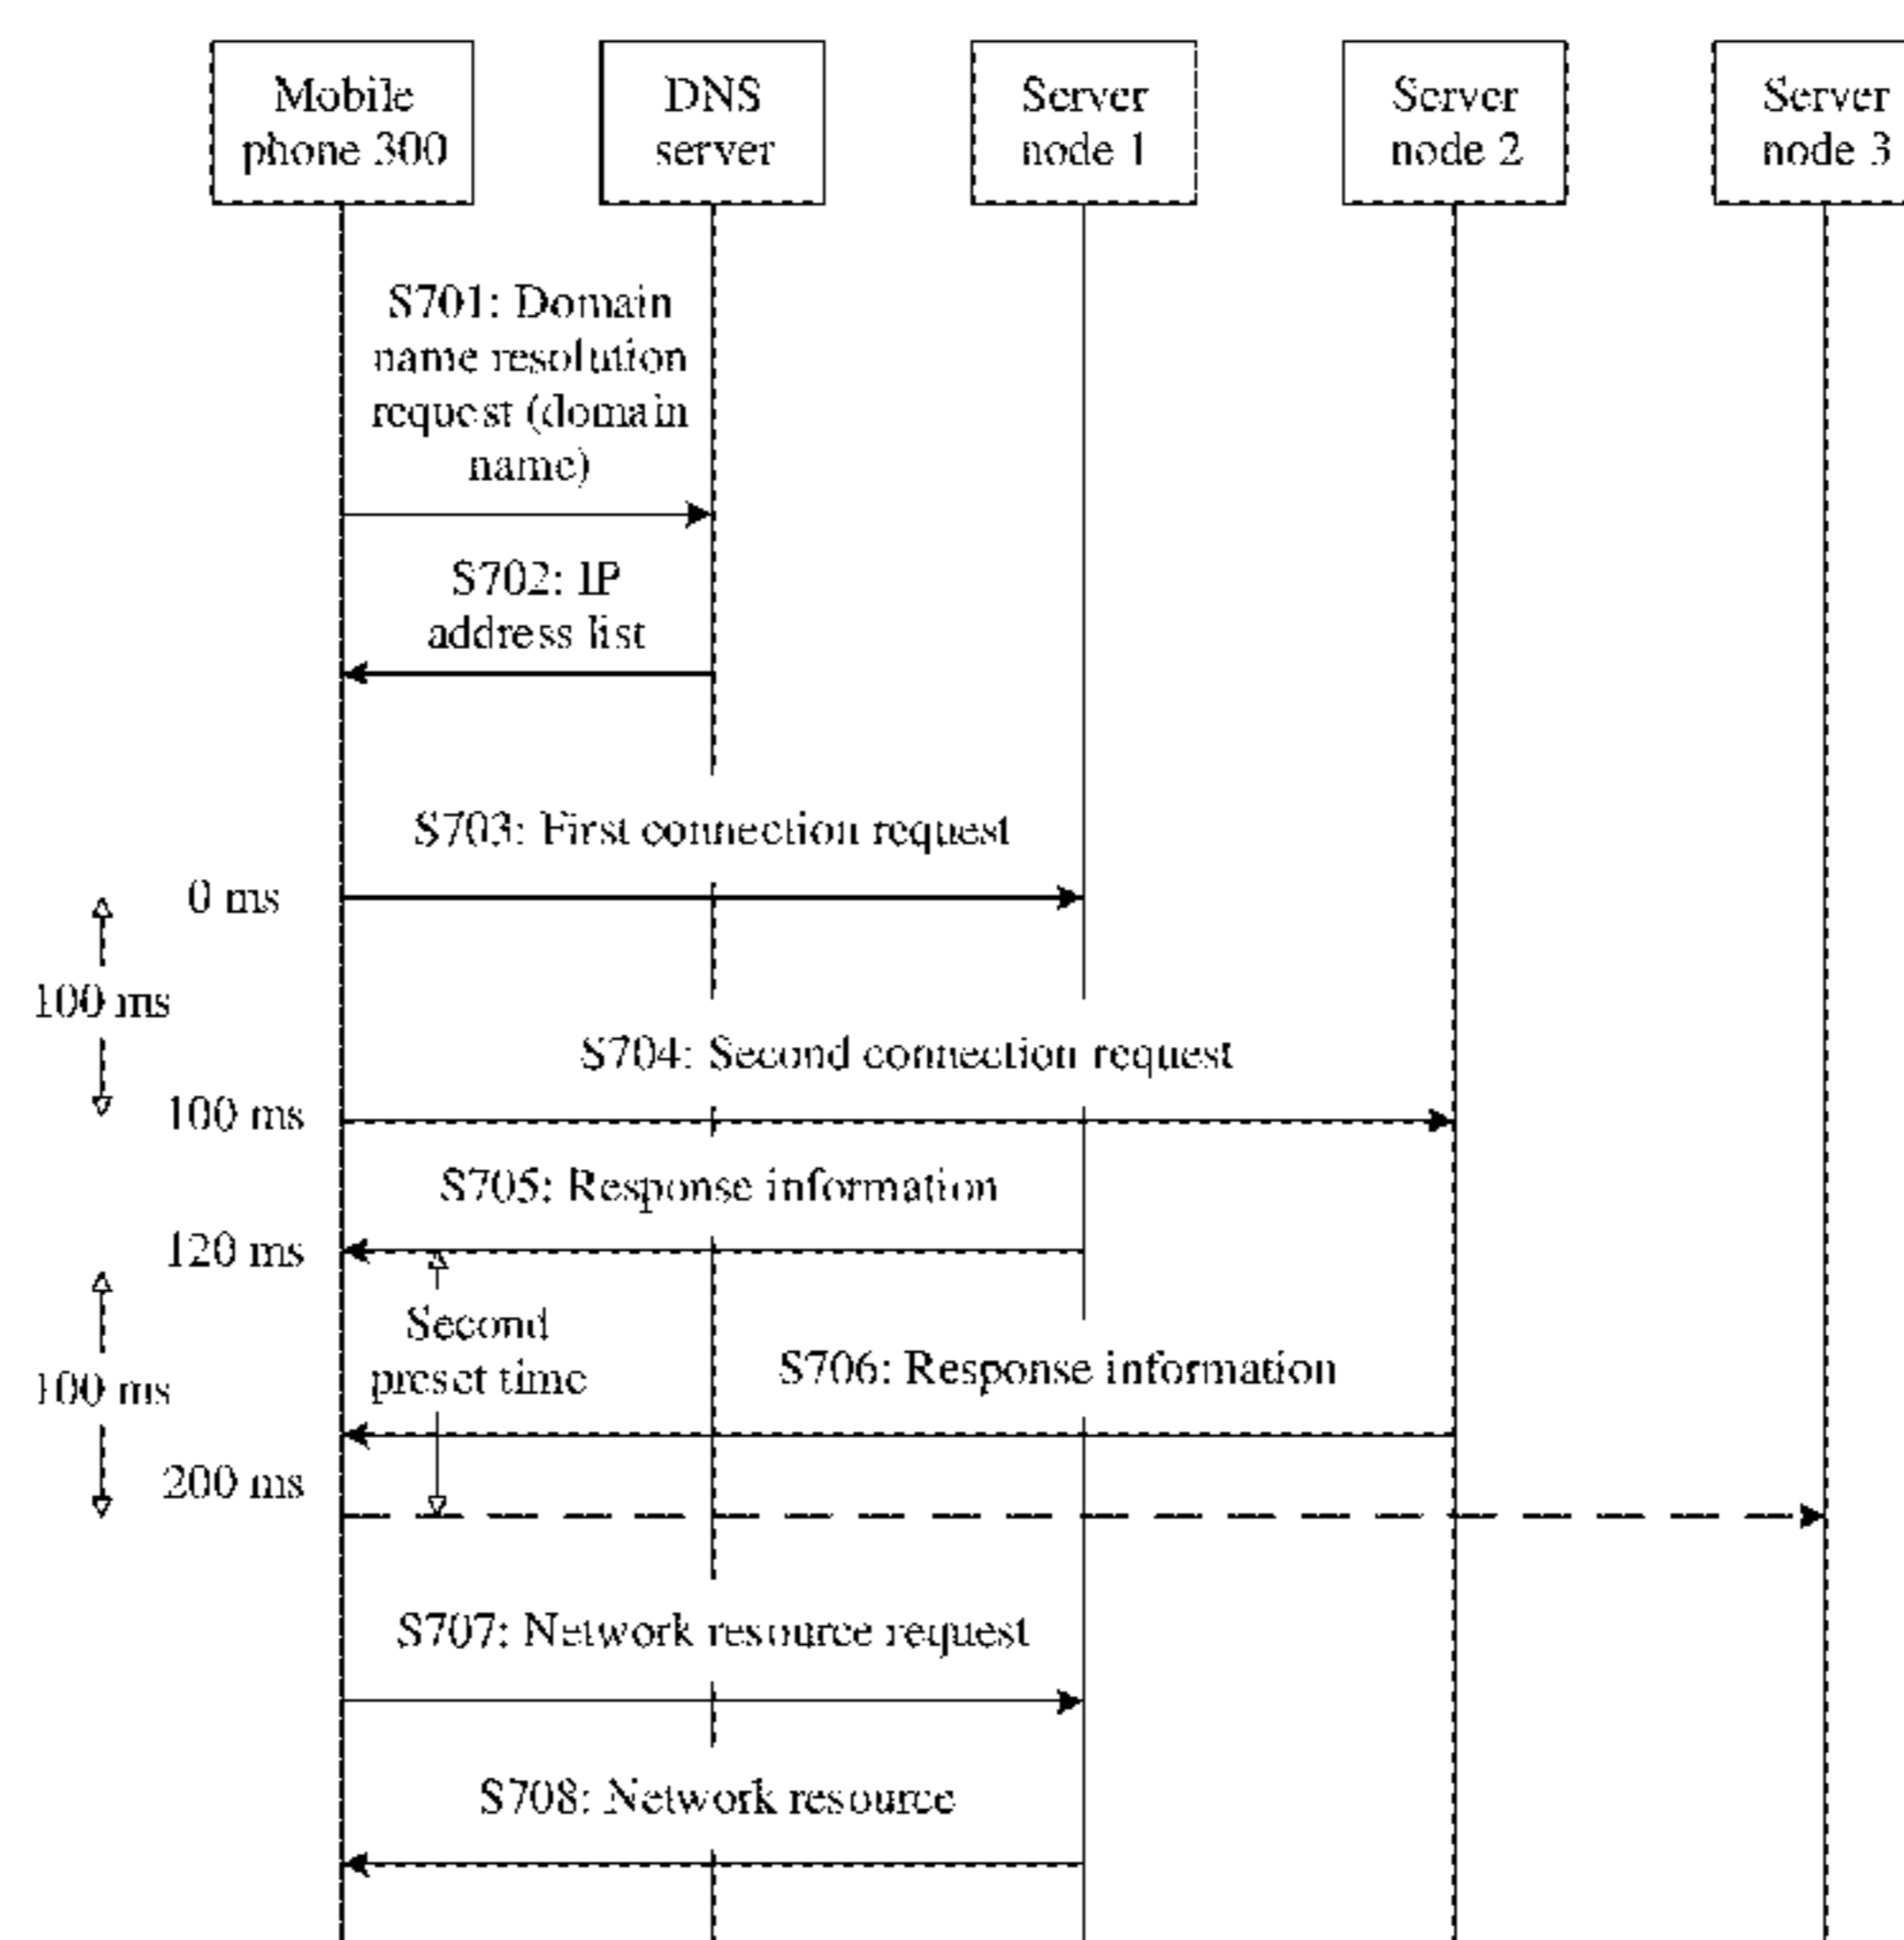 Mobile
phone 300
DNS
server
Server
node 1
Server
node 2
Server
node 3
S701: Domain
name resolution
request (domain
name)
S702: IP
address list
S703: First connection request
0 ms
100 ms
S704: Second connection request
100 ms
S705: Response information
120 ms
Second
preset time
S706: Response information
100 ms
200 ms
S707: Network resource request
S708: Network resource